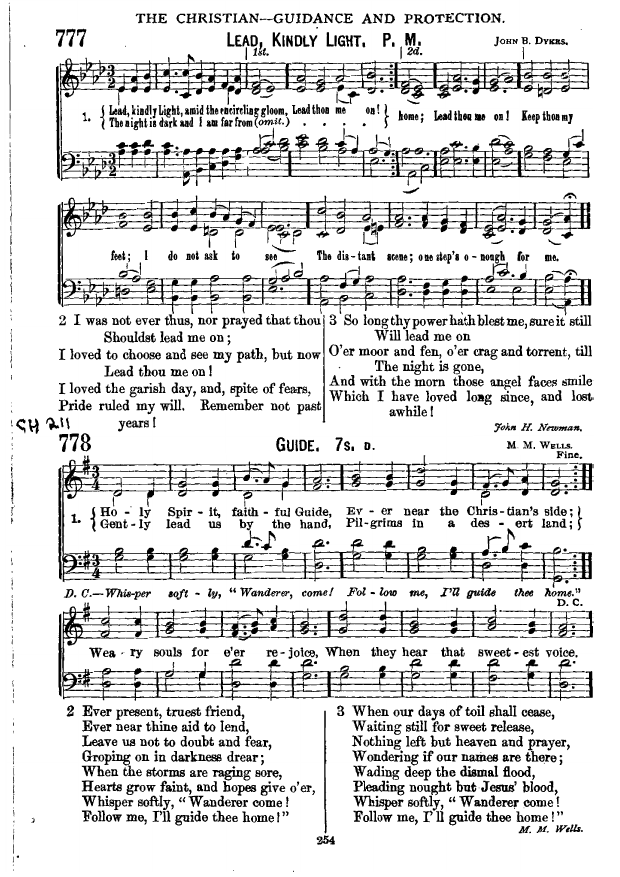 THE CHRISTIAN—GUIDANCE AND PROTECTION.
777 LEAD, KINDLY LIGHT. P. M. JOHN B. DYKES.
1st. 2d.
1. { Lead, kindly Light, amid the encircling gloom, Lead thou me on! } home; Lead thou me on! Keep thou my
{ The night is dark and I am far from (omit.) . . . . }
feet; I do not ask to see The dis-tant scene; one step's e-nough for me.
2 I was not ever thus, nor prayed that thou
Shouldst lead me on;
I loved to choose and see my path, but now
Lead thou me on!
I loved the garish day, and, spite of fears,
Pride ruled my will. Remember not past
years!
3 So long thy power hath blest me, sure it still
Will lead me on
O'er moor and fen, o'er crag and torrent, till
The night is gone,
And with the morn those angel faces smile
Which I have loved long since, and lost
awhile!
John H. Newman.
GH 211
778 GUIDE. 7s. D. M. M. WELLS.
Fine.
1. { Ho-ly Spir-it, faith-ful Guide, Ev-er near the Chris-tian's side; }
{ Gent-ly lead us by the hand, Pil-grims in a des-ert land; }
D. C.—Whis-per soft-ly, "Wanderer, come! Fol-low me, I'll guide thee home."
D. C.
Wea-ry souls for e'er re-joice, When they hear that sweet-est voice.
2 Ever present, truest friend,
Ever near thine aid to lend,
Leave us not to doubt and fear,
Groping on in darkness drear;
When the storms are raging sore,
Hearts grow faint, and hopes give o'er,
Whisper softly, "Wanderer come!
Follow me, I'll guide thee home!"
3 When our days of toil shall cease,
Waiting still for sweet release,
Nothing left but heaven and prayer,
Wondering if our names are there;
Wading deep the dismal flood,
Pleading nought but Jesus' blood,
Whisper softly, "Wanderer come!
Follow me, I'll guide thee home!"
M. M. Wells.
254